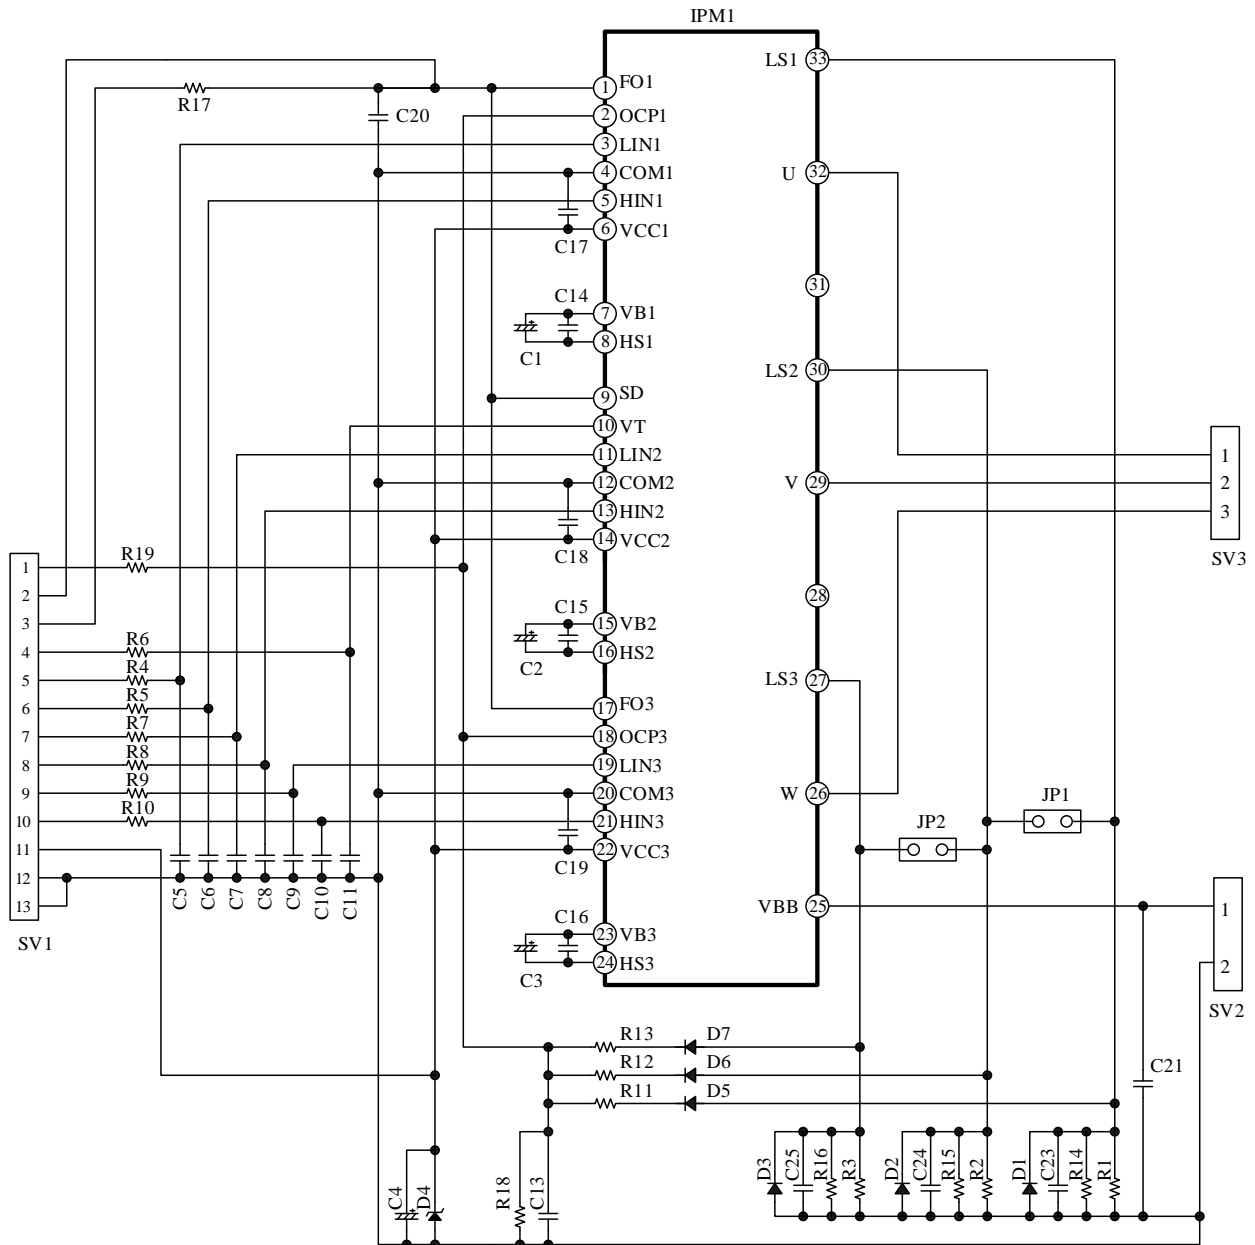 IPM1
R17
C20
1 FO1
2 OCP1
3 LIN1
4 COM1
5 HIN1
6 VCC1
C17
C14
7 VB1
8 HS1
C1
9 SD
10 VT
11 LIN2
12 COM2
13 HIN2
14 VCC2
C18
C15
15 VB2
16 HS2
C2
17 FO3
18 OCP3
19 LIN3
20 COM3
21 HIN3
22 VCC3
C19
C16
23 VB3
24 HS3
C3
LS1 33
U 32
31
LS2 30
V 29
28
LS3 27
W 26
VBB 25
1
2
3
SV3
JP1
JP2
1
2
SV2
1
2
3
4
5
6
7
8
9
10
11
12
13
SV1
R19
R6
R4
R5
R7
R8
R9
R10
C5
C6
C7
C8
C9
C10
C11
R13
D7
R12
D6
R11
D5
C21
C4
D4
R18
C13
D3
C25
R16
R3
D2
C24
R15
R2
D1
C23
R14
R1